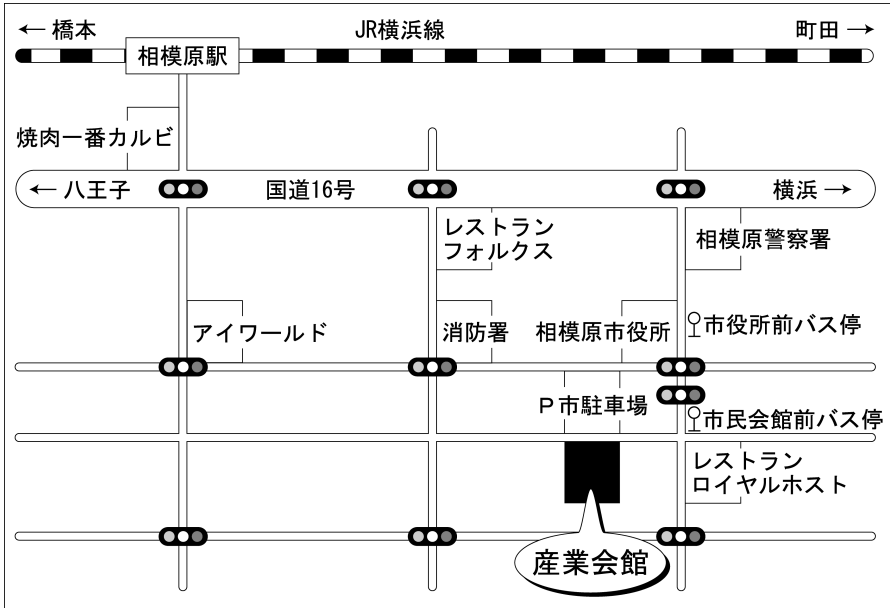 ← 橋本
JR横浜線
町田 →
相模原駅
焼肉一番カルビ
← 八王子
国道16号
横浜 →
レストラン
フォルクス
相模原警察署
アイワールド
消防署
相模原市役所
市役所前バス停
P市駐車場
市民会館前バス停
レストラン
ロイヤルホスト
産業会館